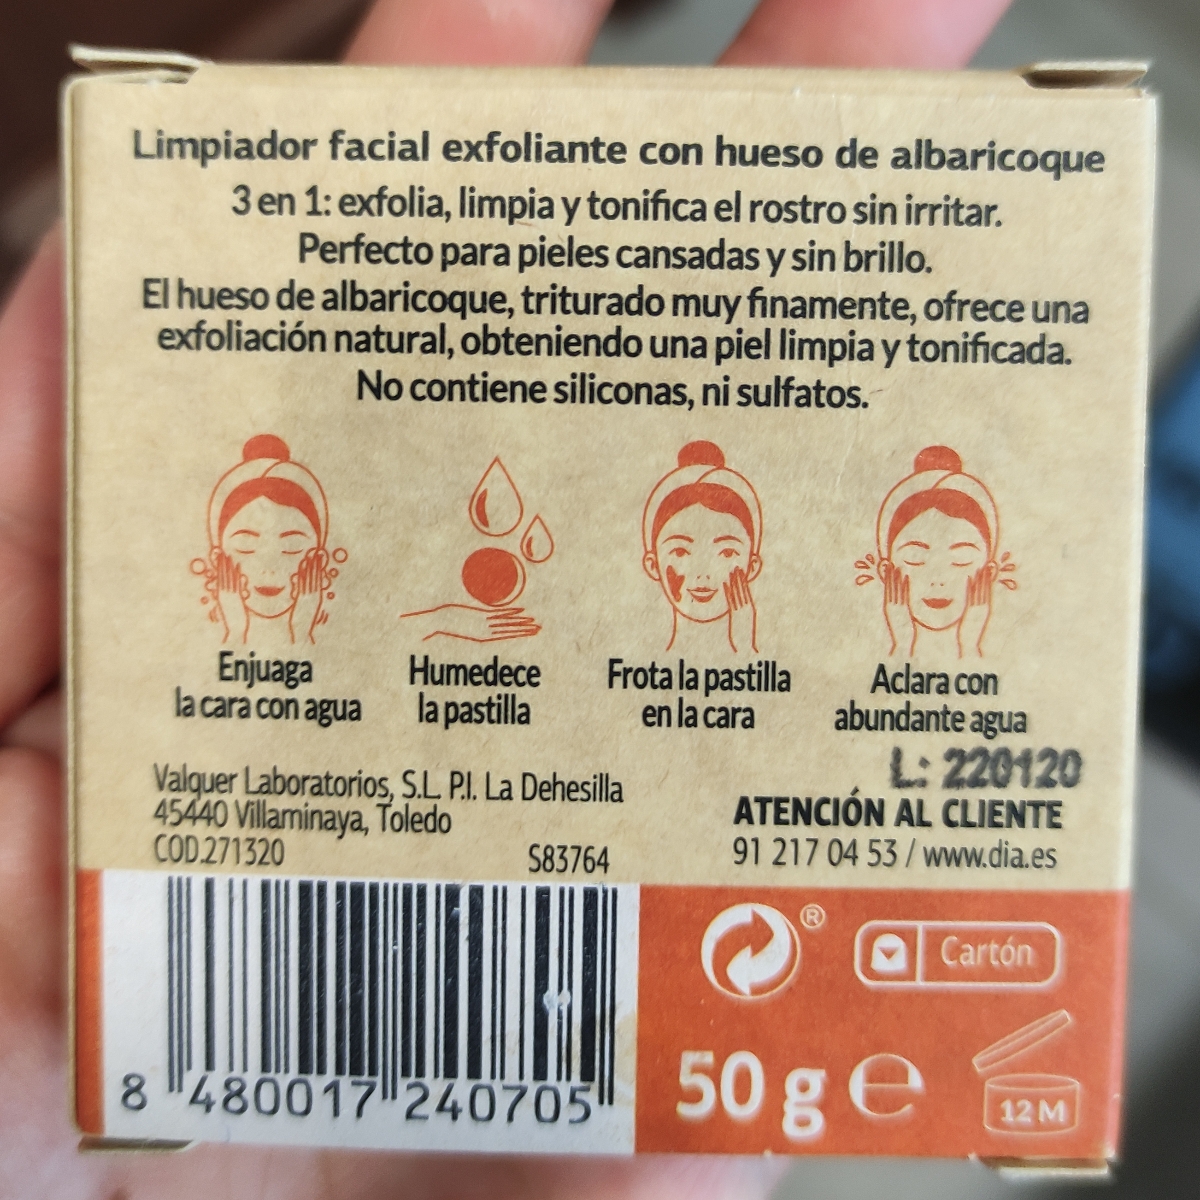 Limpiador facial exfoliante con hueso de albaricoque
3 en 1: exfolia, limpia y tonifica el rostro sin irritar.
Perfecto para pieles cansadas y sin brillo.
El hueso de albaricoque, triturado muy finamente, ofrece una
exfoliación natural, obteniendo una piel limpia y tonificada.
No contiene siliconas, ni sulfatos.
Enjuaga
la cara con agua
Humedece
la pastilla
Frota la pastilla
en la cara
Aclara con
abundante agua
L: 220120
Valquer Laboratorios, S.L. P.I. La Dehesilla
45440 Villaminaya, Toledo
COD.271320
S83764
ATENCIÓN AL CLIENTE
91 217 04 53 / www.dia.es
8 480017 240705
®
Cartón
50 g ℮
12 M